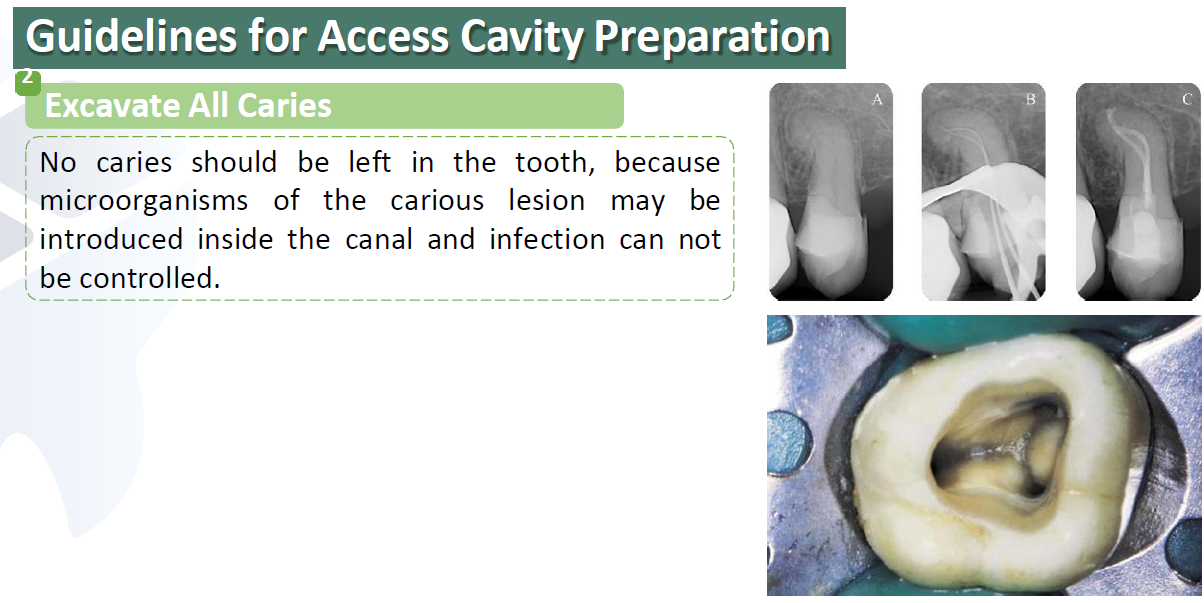 Guidelines for Access Cavity Preparation
2
Excavate All Caries
No caries should be left in the tooth, because
microorganisms of the carious lesion may be
introduced inside the canal and infection can not
be controlled.
A
B
C